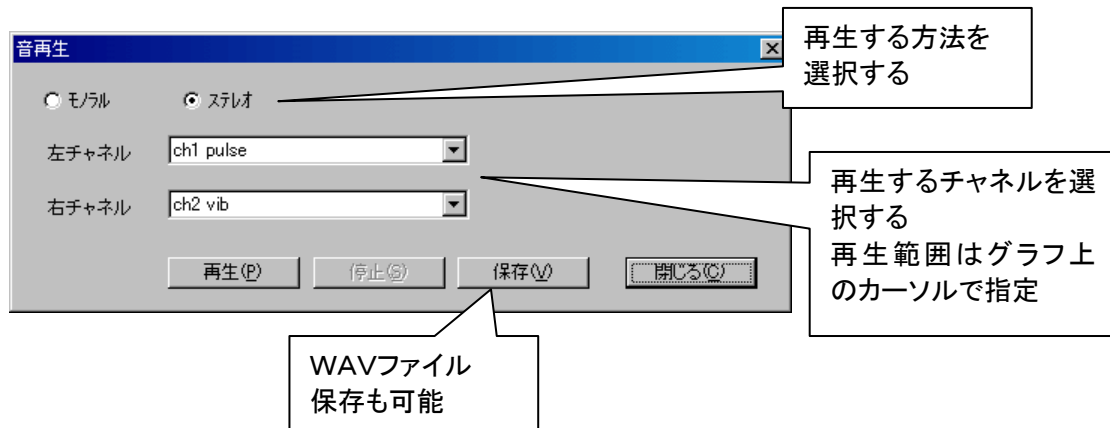 音再生
再生する方法を
選択する
モノラル ステレオ
左チャネル ch1 pulse
右チャネル ch2 vib
再生するチャネルを選
択する
再生範囲はグラフ上
のカーソルで指定
再生(P) 停止(S) 保存(V) 閉じる(C)
WAVファイル
保存も可能